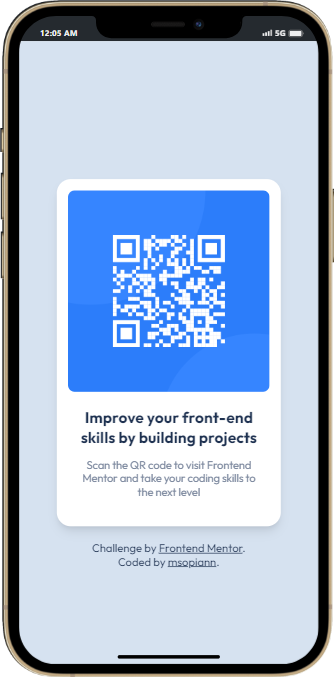 12:05 AM
5G
Improve your front-end
skills by building projects
Scan the QR code to visit Frontend
Mentor and take your coding skills to
the next level
Challenge by Frontend Mentor.
Coded by msopiann.